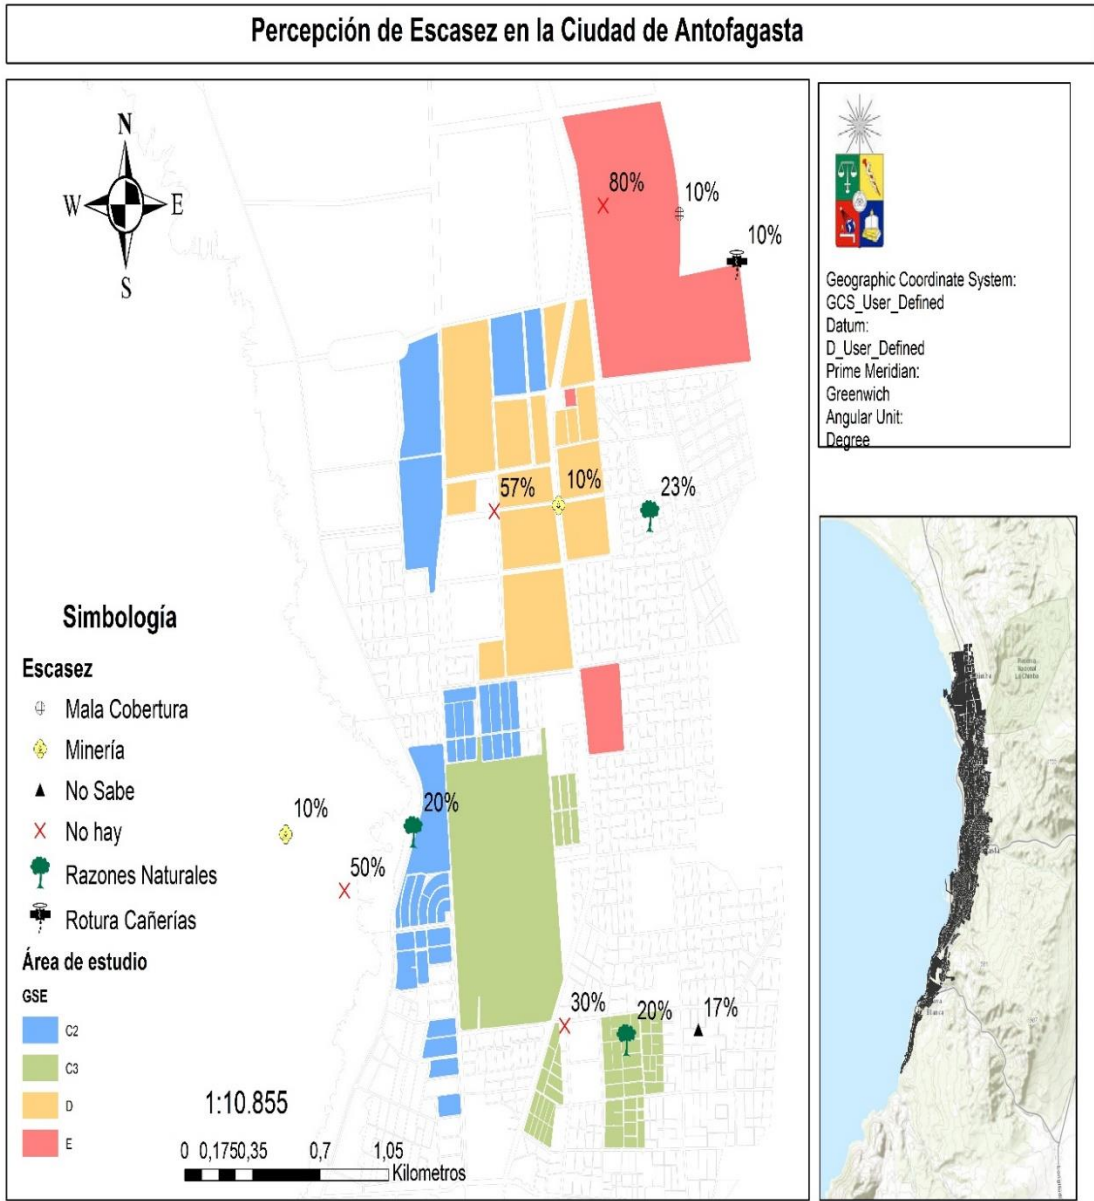 Percepción de Escasez en la Ciudad de Antofagasta
N
W
E
S
80%
10%
10%
57%
10%
23%
10%
20%
50%
30%
20%
17%
Simbología
Escasez
Mala Cobertura
Minería
No Sabe
No hay
Razones Naturales
Rotura Cañerías
Área de estudio
GSE
C2
C3
D
E
1:10.855
0 0,1750,35 0,7 1,05
Kilometros
Geographic Coordinate System:
GCS_User_Defined
Datum:
D_User_Defined
Prime Meridian:
Greenwich
Angular Unit:
Degree